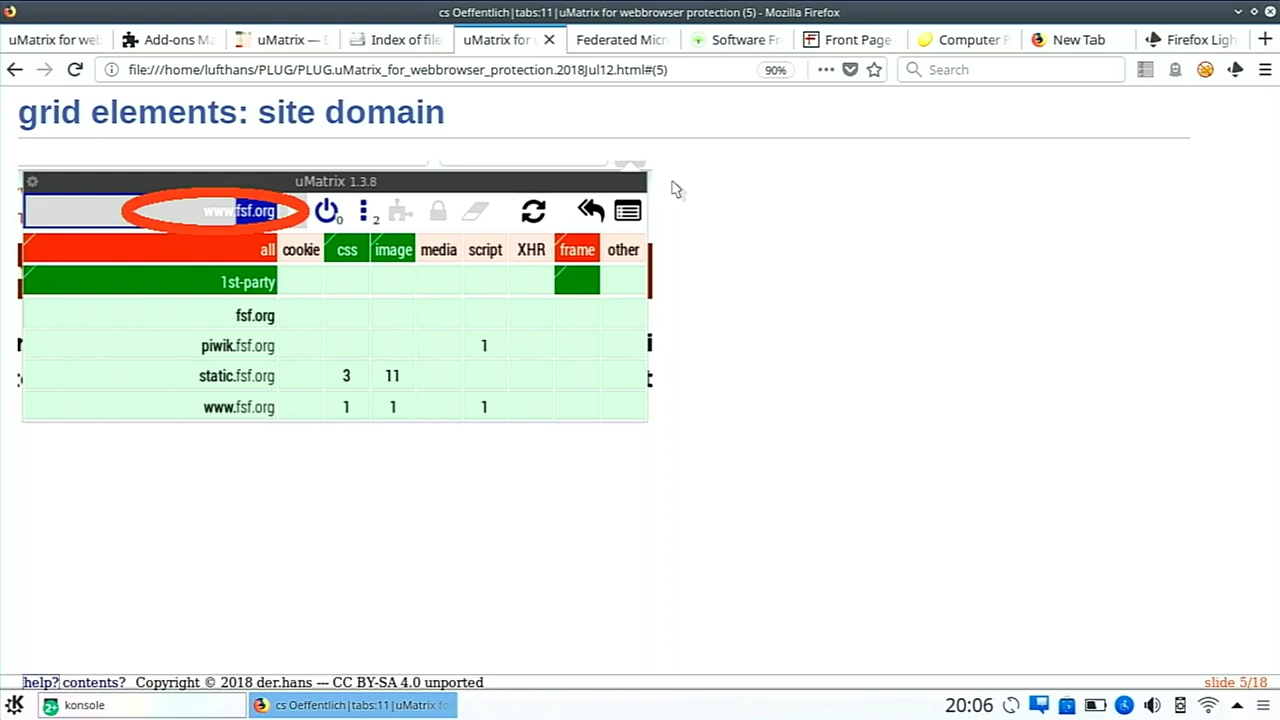 cs Oeffentlich|tabs:11|uMatrix for webbrowser protection (5) - Mozilla Firefox
uMatrix for web
Add-ons Ma
uMatrix —
Index of file
uMatrix for
Federated Micr
Software Fr
Front Page
Computer F
New Tab
Firefox Ligh
file:///home/lufthans/PLUG/PLUG.uMatrix_for_webbrowser_protection.2018Jul12.html#(5)
90%
Search
grid elements: site domain
uMatrix 1.3.8
www.fsf.org
0
2
all cookie css image media script XHR frame other
1st-party
fsf.org
piwik.fsf.org 1
static.fsf.org 3 11
www.fsf.org 1 1 1
help? contents? Copyright © 2018 der.hans --- CC BY-SA 4.0 unported
slide 5/18
2+ konsole
cs Oeffentlich|tabs:11|uMatrix fo
20:06